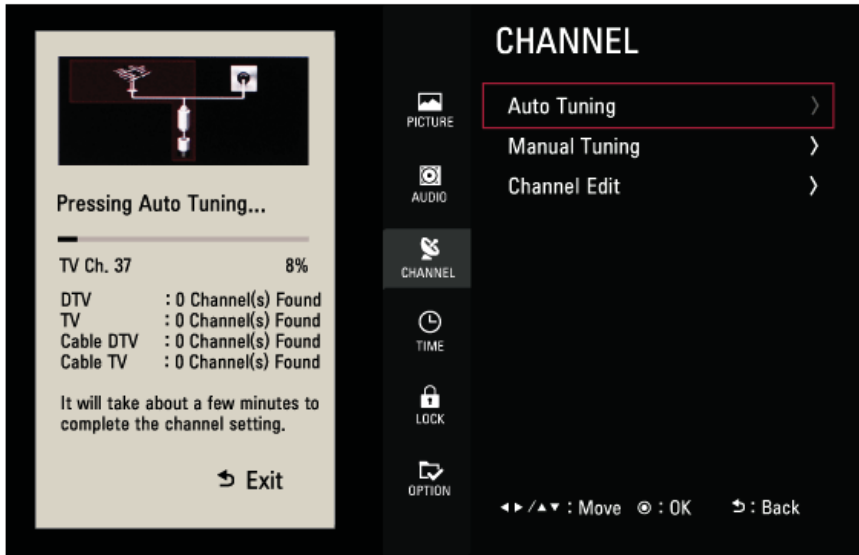 Pressing Auto Tuning...
TV Ch. 37 8%
DTV : 0 Channel(s) Found
TV : 0 Channel(s) Found
Cable DTV : 0 Channel(s) Found
Cable TV : 0 Channel(s) Found
It will take about a few minutes to
complete the channel setting.
Exit
PICTURE
AUDIO
CHANNEL
TIME
LOCK
OPTION
CHANNEL
Auto Tuning
Manual Tuning
Channel Edit
◂▸/▴▾ : Move ◉ : OK ⮌ : Back